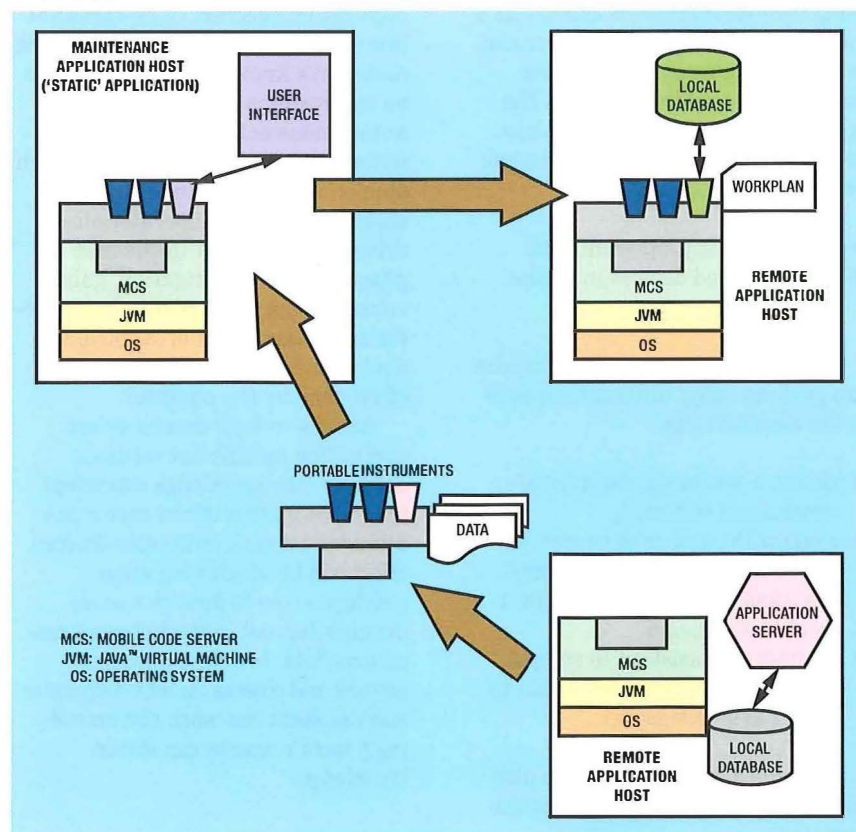 MAINTENANCE
APPLICATION HOST
('STATIC' APPLICATION)
USER
INTERFACE
MCS
JVM
OS
LOCAL
DATABASE
WORKPLAN
MCS
JVM
OS
REMOTE
APPLICATION
HOST
PORTABLE INSTRUMENTS
DATA
MCS: MOBILE CODE SERVER
JVM: JAVA™ VIRTUAL MACHINE
OS: OPERATING SYSTEM
MCS
JVM
OS
APPLICATION
SERVER
LOCAL
DATABASE
REMOTE
APPLICATION
HOST